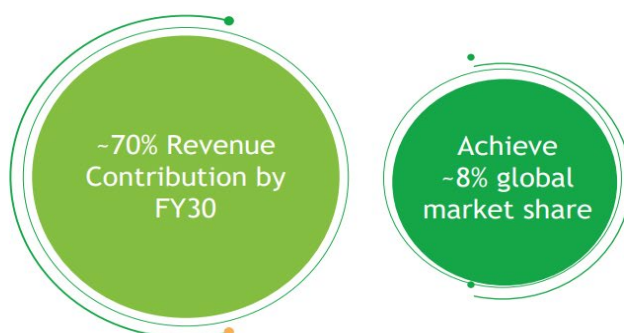 ~70% Revenue
Contribution by
FY30
Achieve
~8% global
market share